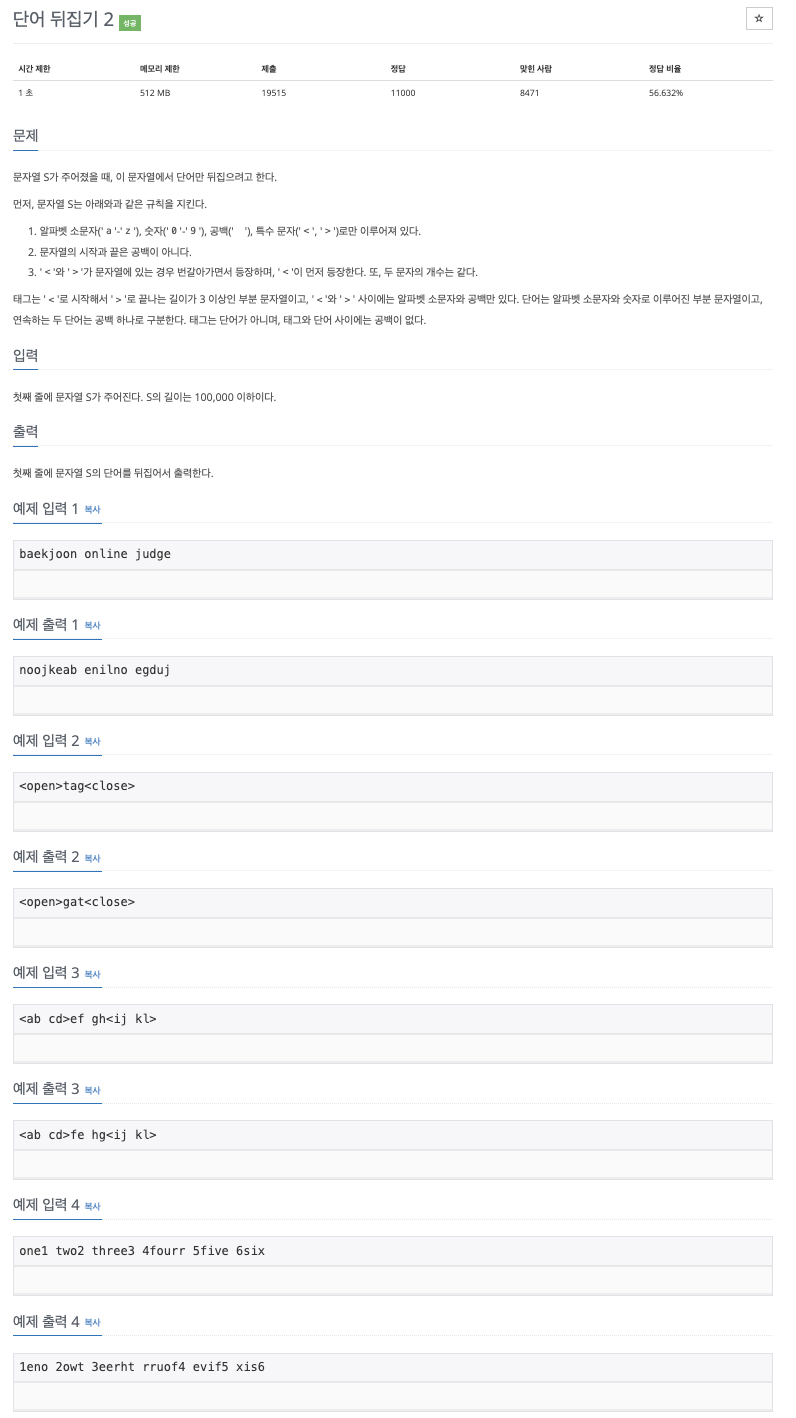 단어 뒤집기 2 성공
☆
시간 제한 메모리 제한 제출 정답 맞힌 사람 정답 비율
1 초 512 MB 19515 11000 8471 56.632%
문제
문자열 S가 주어졌을 때, 이 문자열에서 단어만 뒤집으려고 한다.
먼저, 문자열 S는 아래와과 같은 규칙을 지킨다.
1. 알파벳 소문자('a'-'z'), 숫자('0'-'9'), 공백(' '), 특수 문자('<', '>')로만 이루어져 있다.
2. 문자열의 시작과 끝은 공백이 아니다.
3. '<'와 '>'가 문자열에 있는 경우 번갈아가면서 등장하며, '<'이 먼저 등장한다. 또, 두 문자의 개수는 같다.
태그는 '<'로 시작해서 '>'로 끝나는 길이가 3 이상인 부분 문자열이고, '<'와 '>' 사이에는 알파벳 소문자와 공백만 있다. 단어는 알파벳 소문자와 숫자로 이루어진 부분 문자열이고,
연속하는 두 단어는 공백 하나로 구분한다. 태그는 단어가 아니며, 태그와 단어 사이에는 공백이 없다.
입력
첫째 줄에 문자열 S가 주어진다. S의 길이는 100,000 이하이다.
출력
첫째 줄에 문자열 S의 단어를 뒤집어서 출력한다.
예제 입력 1 복사
baekjoon online judge
예제 출력 1 복사
noojkeab enilno egduj
예제 입력 2 복사
<open>tag<close>
예제 출력 2 복사
<open>gat<close>
예제 입력 3 복사
<ab cd>ef gh<ij kl>
예제 출력 3 복사
<ab cd>fe hg<ij kl>
예제 입력 4 복사
one1 two2 three3 4fourr 5five 6six
예제 출력 4 복사
1eno 2owt 3eerht rruof4 evif5 xis6